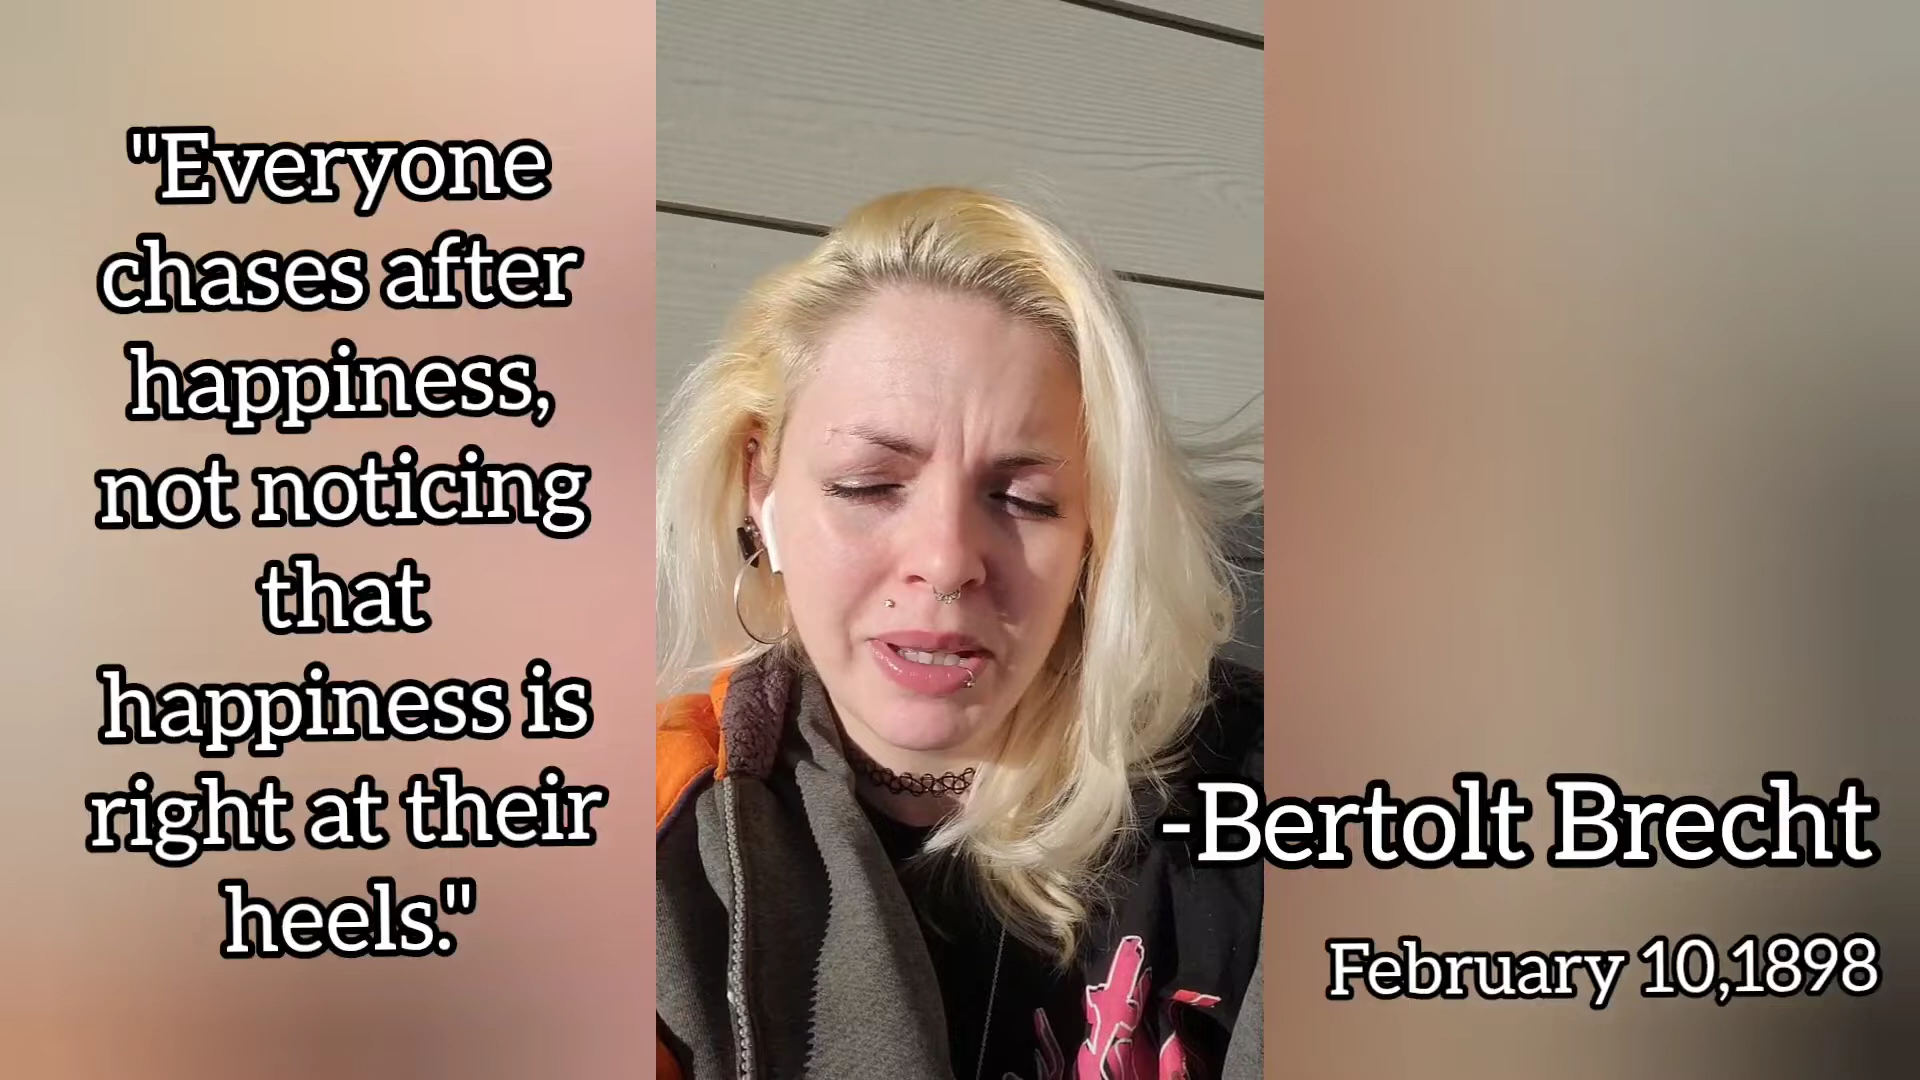 "Everyone
chases after
happiness,
not noticing
that
happiness is
right at their
heels."
-Bertolt Brecht
February 10,1898